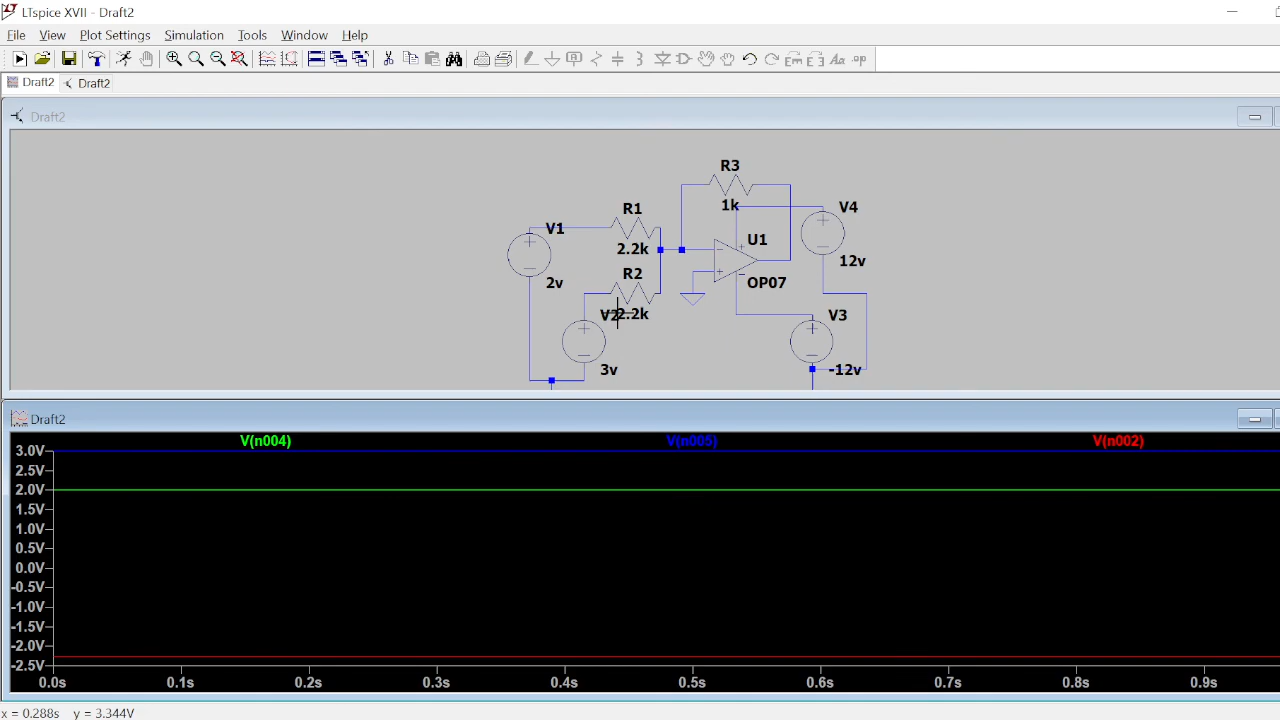 LTspice XVII - Draft2
File View Plot Settings Simulation Tools Window Help
Draft2 Draft2
Draft2
R3
1k
R1
2.2k
V1
2v
R2
2.2k
V2
3v
U1
OP07
V4
12v
V3
-12v
Draft2
V(n004) V(n005) V(n002)
3.0V
2.5V
2.0V
1.5V
1.0V
0.5V
0.0V
-0.5V
-1.0V
-1.5V
-2.0V
-2.5V
0.0s 0.1s 0.2s 0.3s 0.4s 0.5s 0.6s 0.7s 0.8s 0.9s
x = 0.288s y = 3.344V